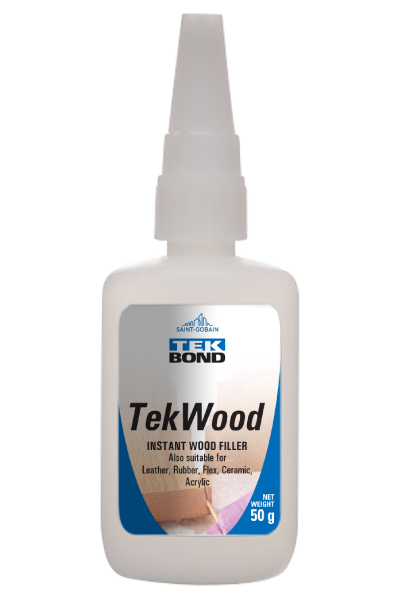 SAINT-GOBAIN
TEK
BOND
TekWood
INSTANT WOOD FILLER
Also suitable for
Leather, Rubber, Flex, Ceramic,
Acrylic
NET
WEIGHT
50 g